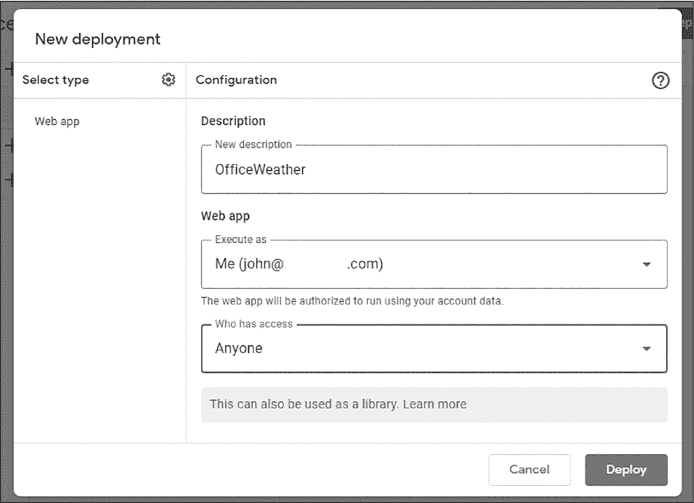 New deployment
Select type
Configuration
Web app
Description
New description
OfficeWeather
Web app
Execute as
Me (john@ .com)
The web app will be authorized to run using your account data.
Who has access
Anyone
This can also be used as a library. Learn more
Cancel
Deploy